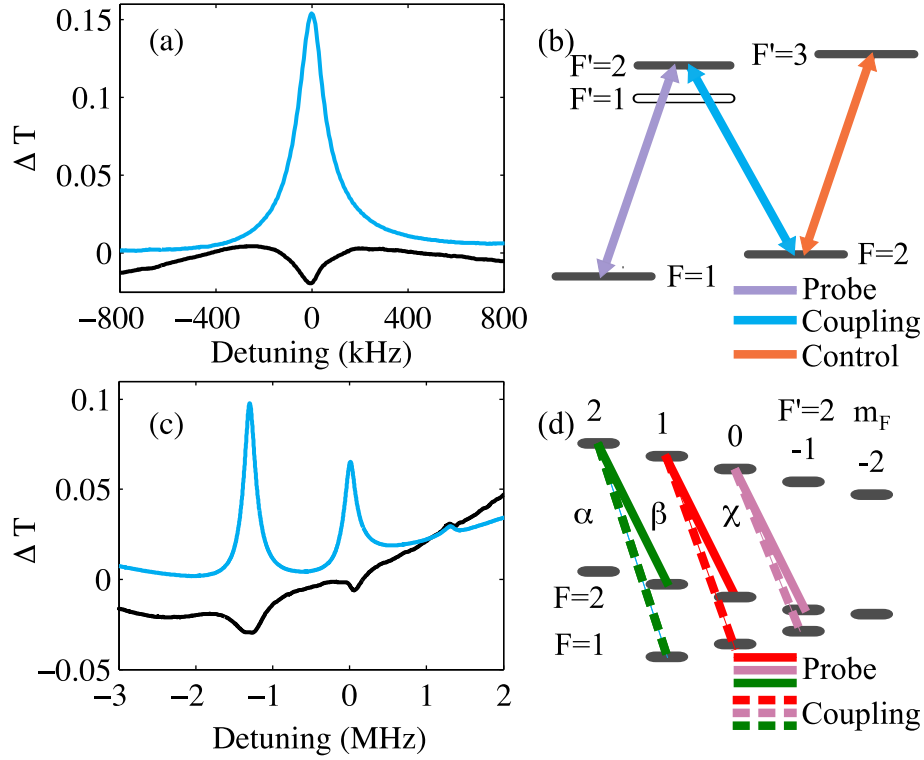 (a)
0.15
0.1
0.05
0
Δ T
−800
−400
0
400
800
Detuning (kHz)
(b)
F'=2
F'=1
F'=3
F=1
F=2
Probe
Coupling
Control
(c)
0.1
0.05
0
−0.05
Δ T
−3
−2
−1
0
1
2
Detuning (MHz)
(d)
2
1
0
F'=2
-1
m_F
-2
α
β
χ
F=2
F=1
Probe
Coupling